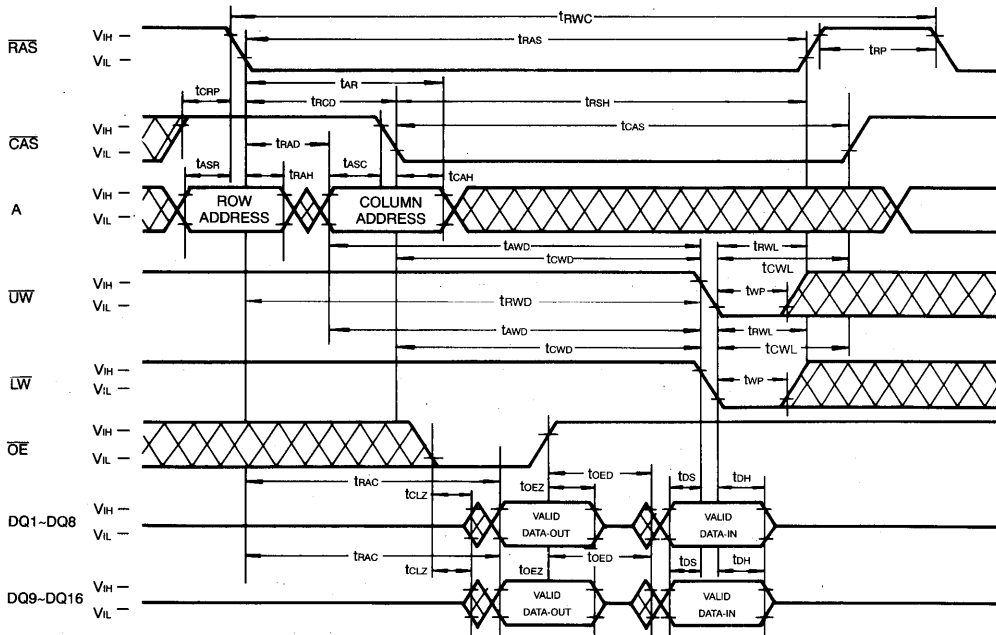 tRWC
RAS VIH tRAS
VIL tRP
tAR
tCRP tRCD tRSH
CAS VIH tCAS
VIL tRAD tASC
tASR tRAH tCAH
A VIH ROW ADDRESS COLUMN ADDRESS
VIL
tAWD tRWL
tCWD tCWL
UW VIH tWP
VIL tRWD
tAWD tRWL
tCWD tCWL
LW VIH tWP
VIL
OE VIH
VIL
tRAC tOED
tCLZ tOEZ tDS tDH
DQ1~DQ8 VIH VALID DATA-OUT VALID DATA-IN
VIL
tRAC tOED
tCLZ tOEZ tDS tDH
DQ9~DQ16 VIH VALID DATA-OUT VALID DATA-IN
VIL